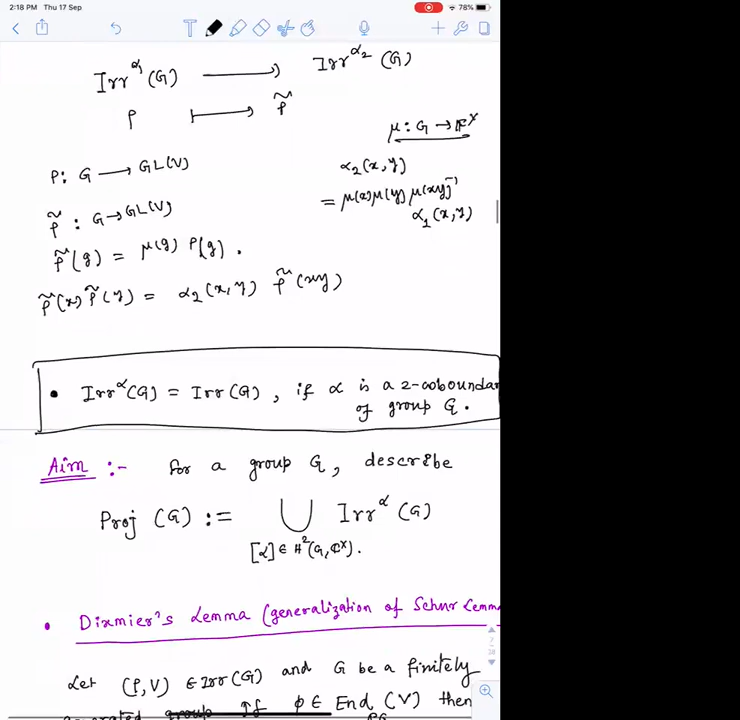 2:18 PM Thu 17 Sep
78%
Irr^α₁(G) ⟶ Irr^α₂(G)
ρ ⟼ ρ̃
μ: G → ℂ^×
ρ: G ⟶ GL(V)
α₂(x,y)
= μ(x)μ(y) μ(xy)⁻¹
α₁(x,y)
ρ̃: G → GL(V)
ρ̃(g) = μ(g) ρ(g).
ρ̃(x) ρ̃(y) = α₂(x,y) ρ̃(xy)
• Irr^α(G) = Irr(G), if α is a 2-coboundar
of group G.
Aim :- For a group G, describe
Proj (G) := ⋃ Irr^α (G)
[α] ∈ H²(G, ℂ^×).
• Dixmier's Lemma (generalization of Schur Lemma
Let (ρ, V) ∈ Irr(G) and G be a finitely
group If φ ∈ End (V) then